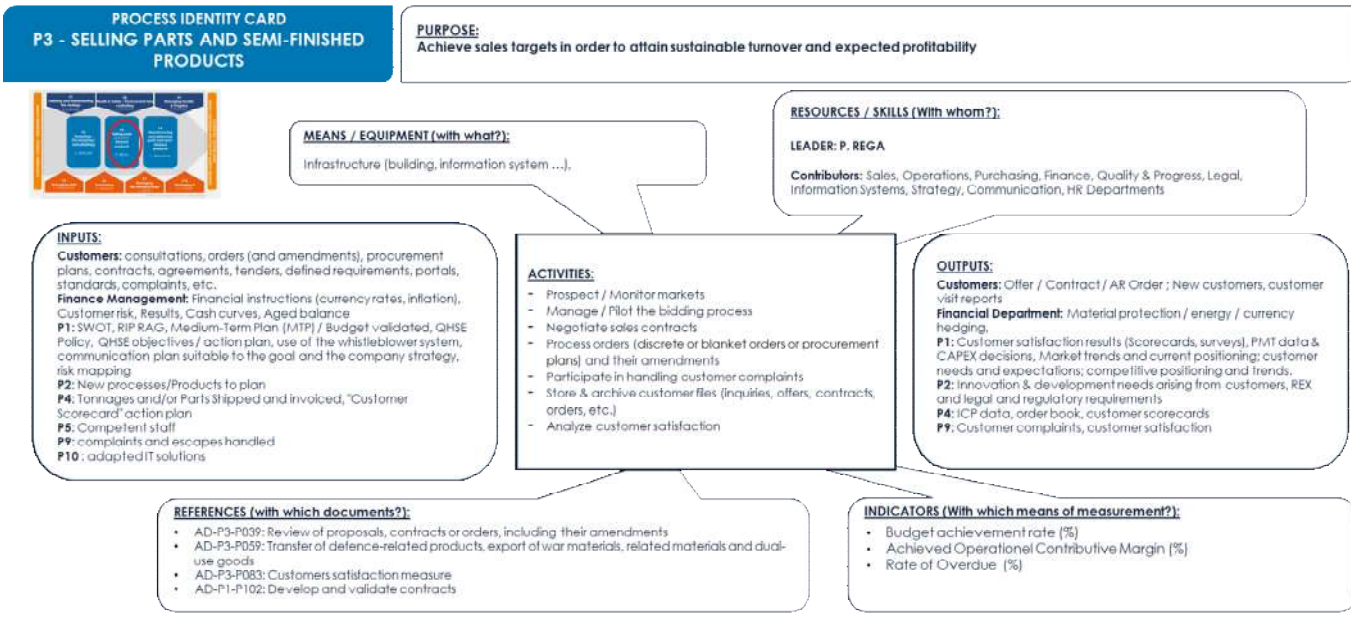 PROCESS IDENTITY CARD
P3 - SELLING PARTS AND SEMI-FINISHED
PRODUCTS
PURPOSE:
Achieve sales targets in order to attain sustainable turnover and expected profitability
MEANS / EQUIPMENT (with what?):
Infrastructure (building, information system ...),
RESOURCES / SKILLS (With whom?):
LEADER: P. REGA
Contributors: Sales, Operations, Purchasing, Finance, Quality & Progress, Legal,
Information Systems, Strategy, Communication, HR Departments
INPUTS:
Customers: consultations, orders (and amendments), procurement
plans, contracts, agreements, tenders, defined requirements, portals,
standards, complaints, etc.
Finance Management: Financial instructions (currency rates, inflation),
Customer risk, Results, Cash curves, Aged balance
P1: SWOT, RIP RAG, Medium-Term Plan (MTP) / Budget validated, QHSE
Policy, QHSE objectives / action plan, use of the whistleblower system,
communication plan suitable to the goal and the company strategy,
risk mapping
P2: New processes/Products to plan
P4: Tonnages and/or Parts Shipped and invoiced, "Customer
Scorecard" action plan
P5: Competent staff
P9: complaints and escapes handled
P10 : adapted IT solutions
ACTIVITIES:
- Prospect / Monitor markets
- Manage / Pilot the bidding process
- Negotiate sales contracts
- Process orders (discrete or blanket orders or procurement
plans) and their amendments
- Participate in handling customer complaints
- Store & archive customer files (inquiries, offers, contracts,
orders, etc.)
- Analyze customer satisfaction
OUTPUTS:
Customers: Offer / Contract / AR Order ; New customers, customer
visit reports
Financial Department: Material protection / energy / currency
hedging.
P1: Customer satisfaction results (Scorecards, surveys), PMT data &
CAPEX decisions, Market trends and current positioning; customer
needs and expectations; competitive positioning and trends.
P2: Innovation & development needs arising from customers, REX
and legal and regulatory requirements
P4: ICP data, order book, customer scorecards
P9: Customer complaints, customer satisfaction
REFERENCES (with which documents?):
• AD-P3-P039: Review of proposals, contracts or orders, including their amendments
• AD-P3-P059: Transfer of defence-related products, export of war materials, related materials and dual-
use goods
• AD-P3-P083: Customers satisfaction measure
• AD-P1-P102: Develop and validate contracts
INDICATORS (With which means of measurement?):
• Budget achievement rate (%)
• Achieved Operationel Contributive Margin (%)
• Rate of Overdue (%)